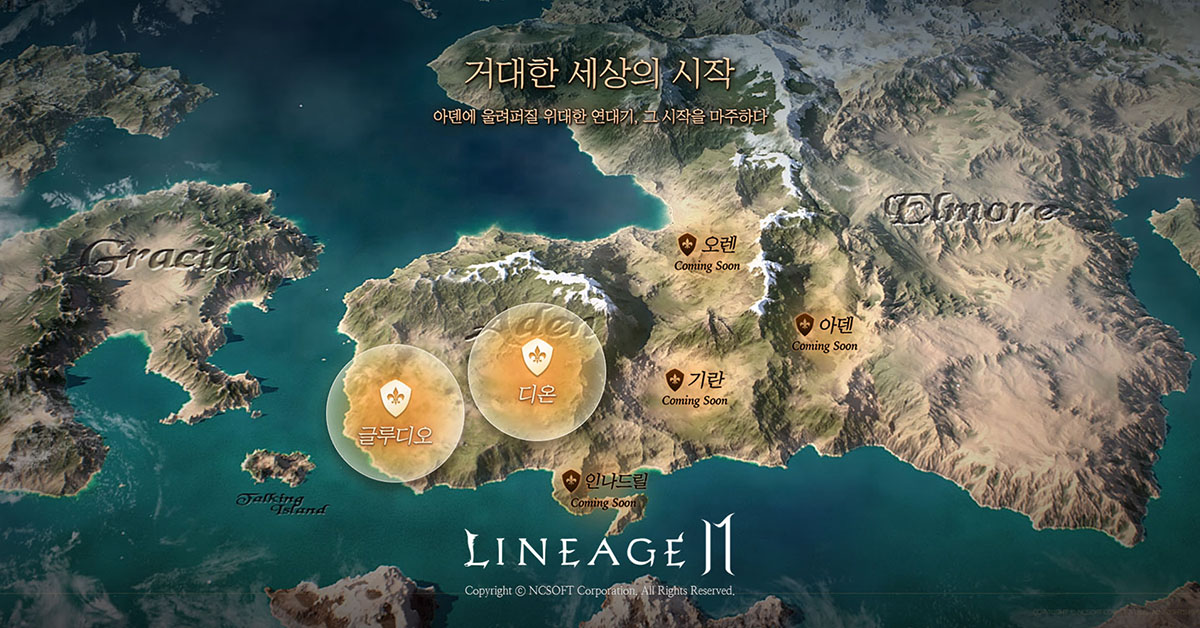 거대한 세상의 시작
아덴에 울려퍼질 위대한 연대기, 그 시작을 마주하다
Elmore
Gracia
오렌
Coming Soon
Aden
아덴
Coming Soon
디온
기란
Coming Soon
글루디오
인나드릴
Coming Soon
Talking
Island
LINEAGE II M
Copyright © NCSOFT Corporation. All Rights Reserved.